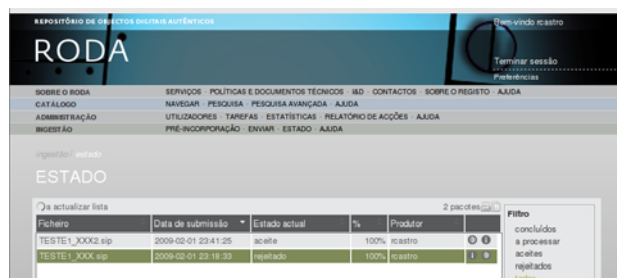 REPOSITÓRIO DE OBJECTOS DIGITAIS AUTÊNTICOS
Bem-vindo rcastro
RODA
Terminar sessão
Preferências
SOBRE O RODA SERVIÇOS · POLÍTICAS E DOCUMENTOS TÉCNICOS · I&D · CONTACTOS · SOBRE O REGISTO · AJUDA
CATÁLOGO NAVEGAR · PESQUISA · PESQUISA AVANÇADA · AJUDA
ADMINISTRAÇÃO UTILIZADORES · TAREFAS · ESTATÍSTICAS · RELATÓRIO DE ACÇÕES · AJUDA
INGESTÃO PRÉ-INCORPORAÇÃO · ENVIAR · ESTADO · AJUDA
ingestão / estado
ESTADO
a actualizar lista 2 pacotes
Filtro
Ficheiro Data de submissão Estado actual % Produtor
concluídos
TESTE1_XXX2.sip 2009-02-01 23:41:25 aceite 100% rcastro
a processar
TESTE1_XXX.sip 2009-02-01 23:18:33 rejeitado 100% rcastro
aceites
rejeitados